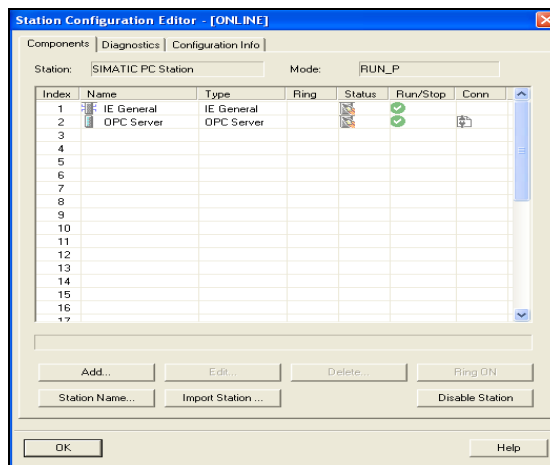 Station Configuration Editor - [ONLINE]
Components Diagnostics Configuration Info
Station: SIMATIC PC Station Mode: RUN_P
Index Name Type Ring Status Run/Stop Conn
1 IE General IE General
2 OPC Server OPC Server
3
4
5
6
7
8
9
10
11
12
13
14
15
16
17
Add... Edit... Delete... Ring ON
Station Name... Import Station ... Disable Station
OK Help